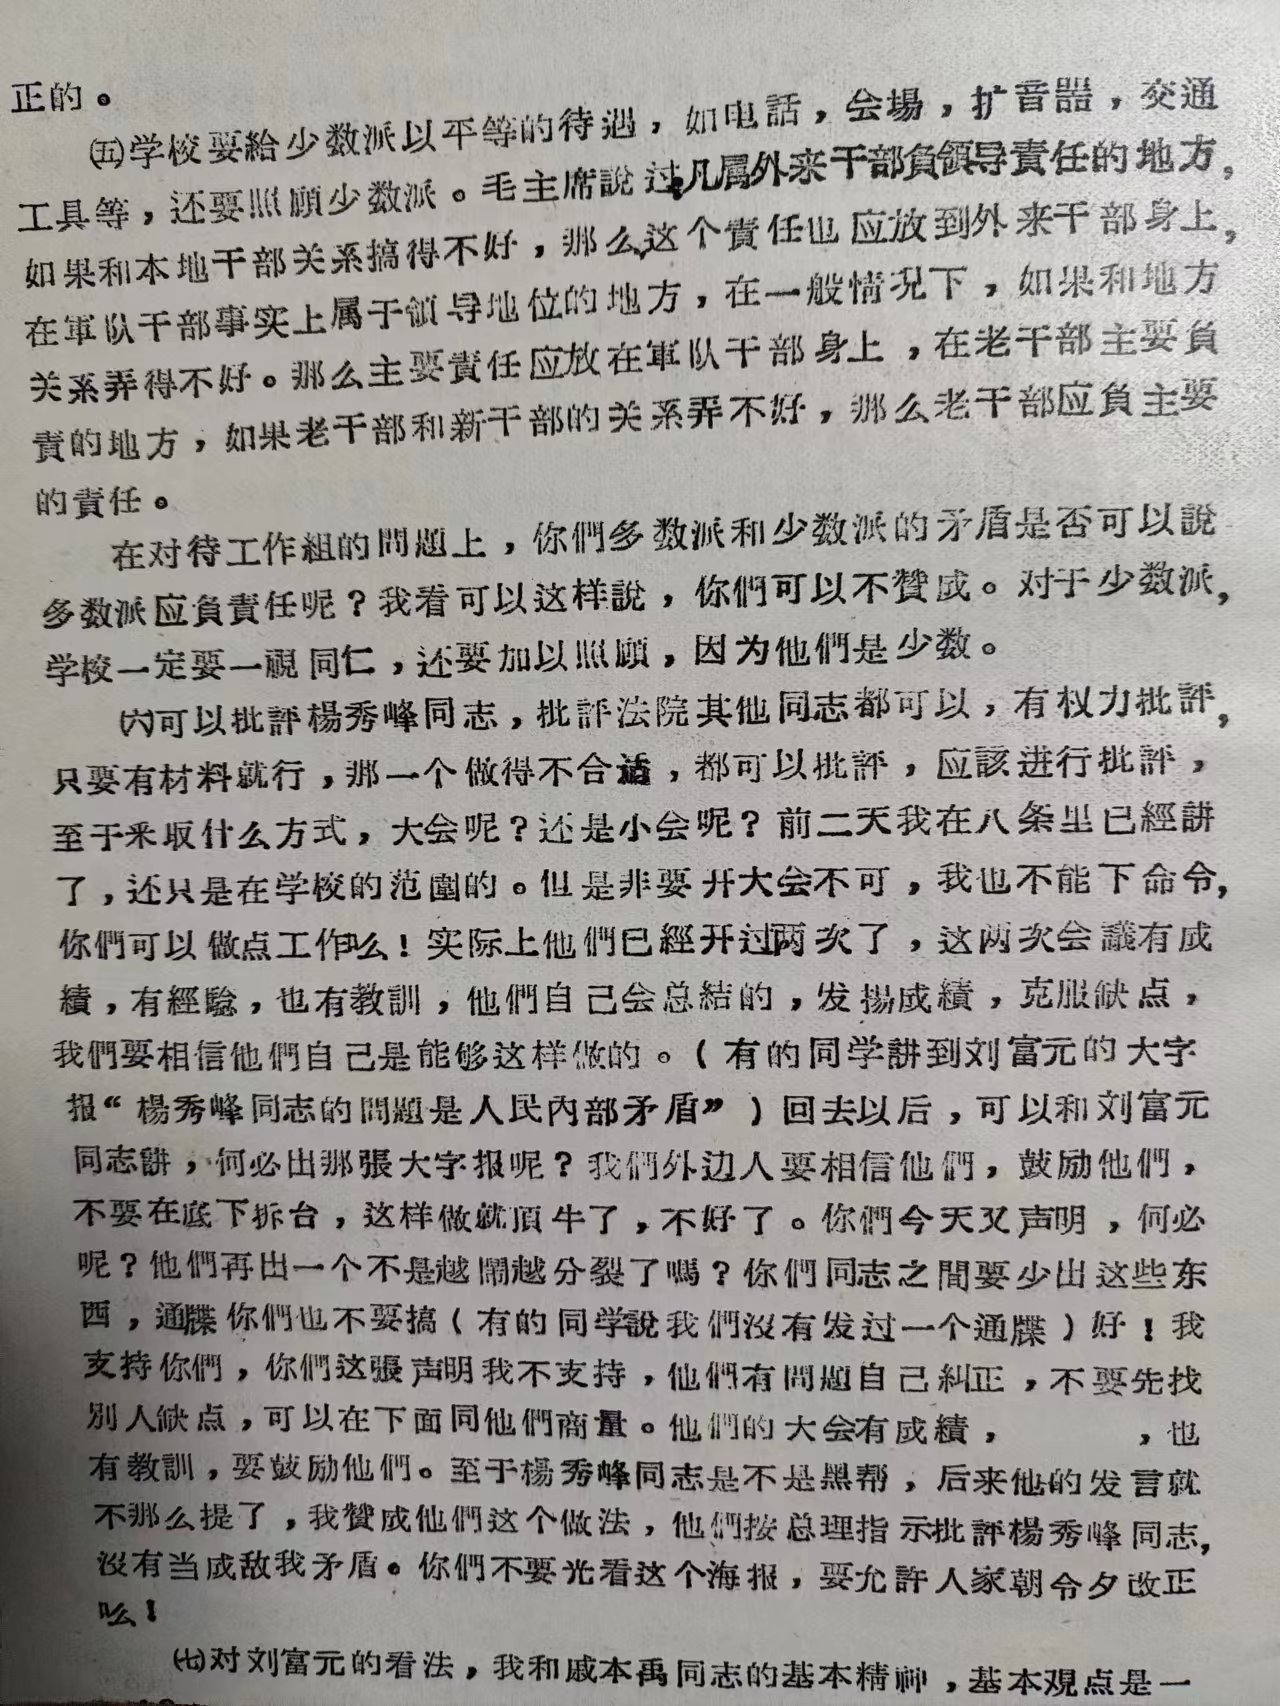 正的。
㈤学校要給少数派以平等的待遇，如电話，会場，扩音器，交通
工具等，还要照顧少数派。毛主席說过凡属外来干部負領导責任的地方，
如果和本地干部关系搞得不好，那么这个責任也应放到外来干部身上，
在軍队干部事实上属于領导地位的地方，在一般情况下，如果和地方
关系弄得不好。那么主要責任应放在軍队干部身上，在老干部主要負
責的地方，如果老干部和新干部的关系弄不好，那么老干部应負主要
的責任。
在对待工作組的問題上，你們多数派和少数派的矛盾是否可以說
多数派应負責任呢？我看可以这样說，你們可以不贊成。对于少数派，
学校一定要一視同仁，还要加以照顧，因为他們是少数。
㈥可以批評楊秀峰同志，批評法院其他同志都可以，有权力批評，
只要有材料就行，那一个做得不合适，都可以批評，应該进行批評，
至于采取什么方式，大会呢？还是小会呢？前二天我在八条里已經講
了，还只是在学校的范圍的。但是非要开大会不可，我也不能下命令，
你們可以做点工作么！实际上他們已經开过两次了，这两次会議有成
績，有經驗，也有教訓，他們自己会总結的，发揚成績，克服缺点，
我們要相信他們自己是能够这样做的。（有的同学講到刘富元的大字
报“楊秀峰同志的問題是人民內部矛盾”）回去以后，可以和刘富元
同志講，何必出那張大字报呢？我們外边人要相信他們，鼓励他們，
不要在底下拆台，这样做就頂牛了，不好了。你們今天又声明，何必
呢？他們再出一个不是越鬧越分裂了嗎？你們同志之間要少出这些东
西，通牒你們也不要搞（有的同学說我們沒有发过一个通牒）好！我
支持你們，你們这張声明我不支持，他們有問題自己糾正，不要先找
別人缺点，可以在下面同他們商量。他們的大会有成績，　　　，也
有教訓，要鼓励他們。至于楊秀峰同志是不是黑帮，后来他的发言就
不那么提了，我贊成他們这个做法，他們按总理指示批評楊秀峰同志，
沒有当成敌我矛盾。你們不要光看这个海报，要允許人家朝令夕改正
么！
㈦对刘富元的看法，我和戚本禹同志的基本精神，基本观点是一